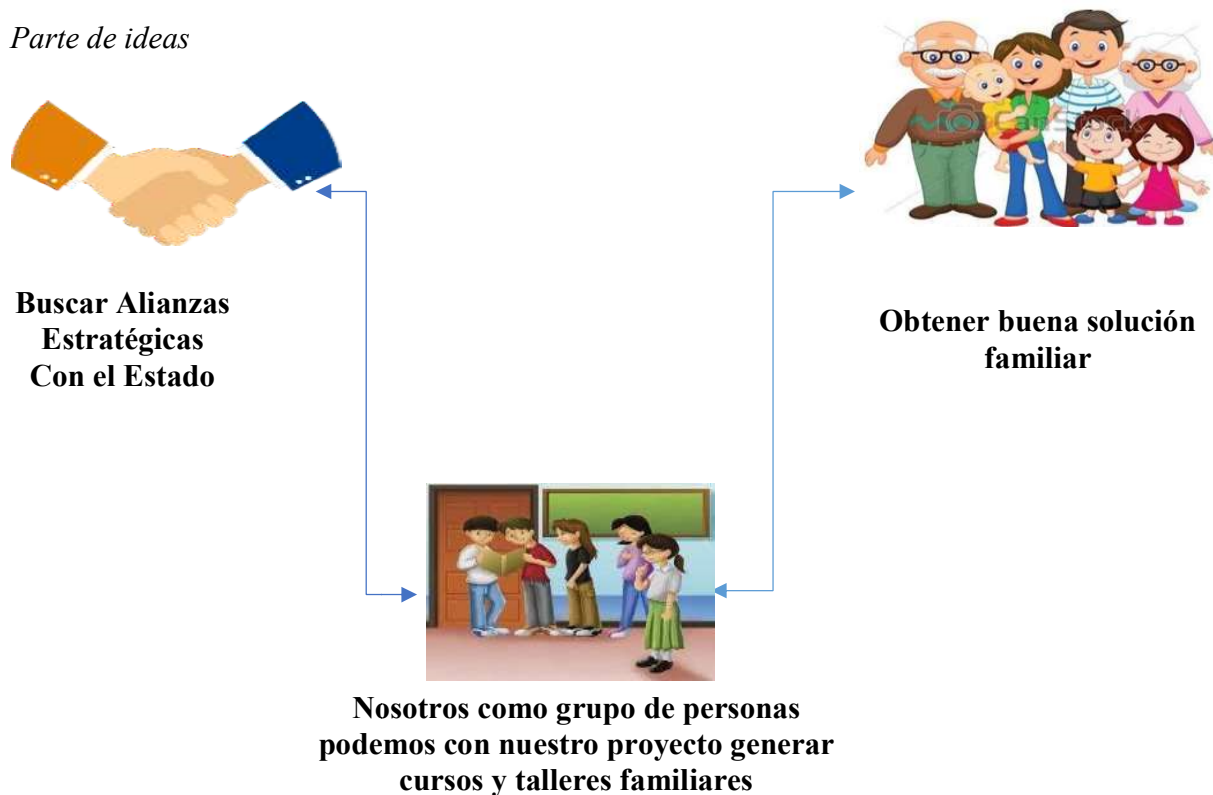 Parte de ideas
CanStock
Buscar Alianzas
Estratégicas
Con el Estado
Obtener buena solución
familiar
Nosotros como grupo de personas
podemos con nuestro proyecto generar
cursos y talleres familiares